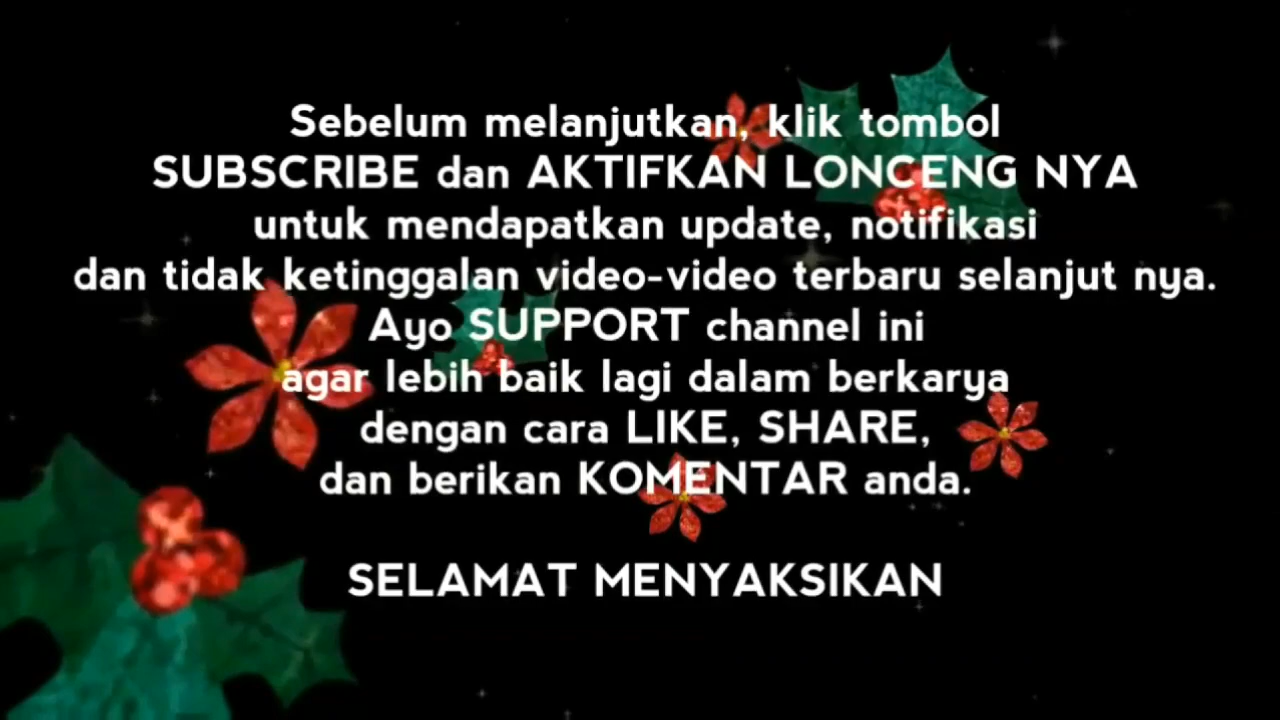 Sebelum melanjutkan, klik tombol
SUBSCRIBE dan AKTIFKAN LONCENG NYA
untuk mendapatkan update, notifikasi
dan tidak ketinggalan video-video terbaru selanjut nya.
Ayo SUPPORT channel ini
agar lebih baik lagi dalam berkarya
dengan cara LIKE, SHARE,
dan berikan KOMENTAR anda.
SELAMAT MENYAKSIKAN